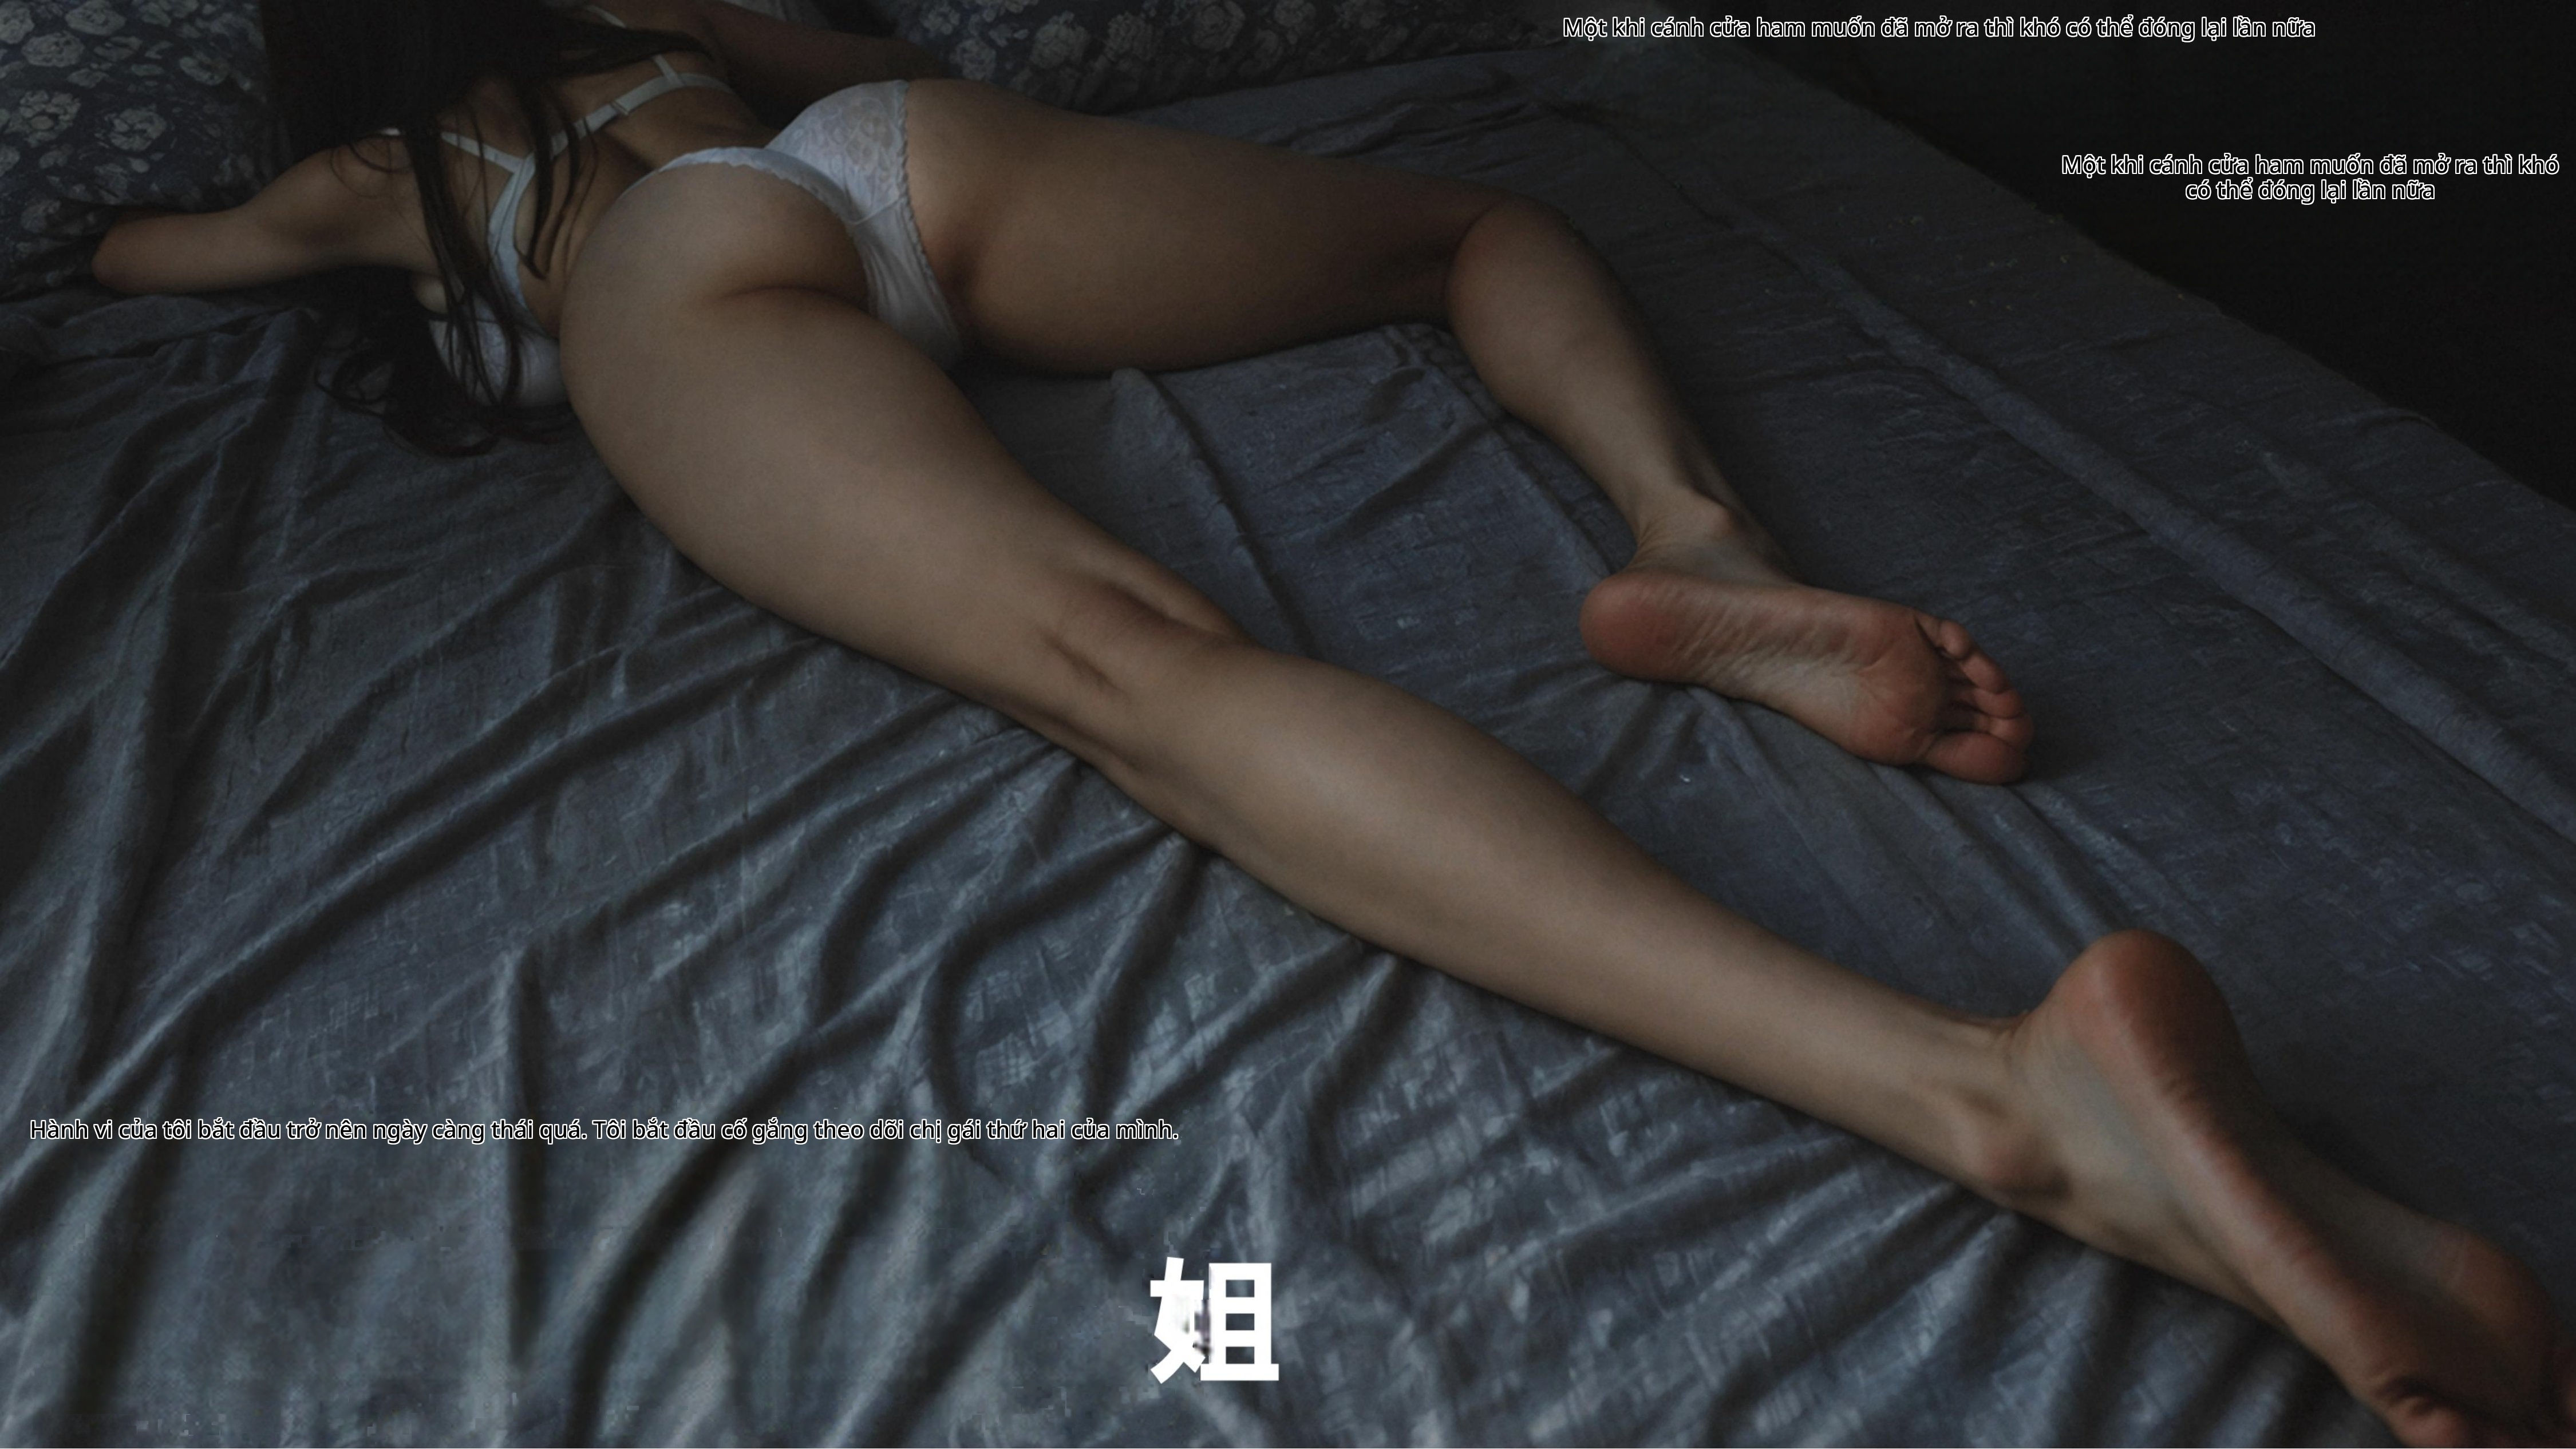 Một khi cánh cửa ham muốn đã mở ra thì khó có thể đóng lại lần nữa
Một khi cánh cửa ham muốn đã mở ra thì khó
có thể đóng lại lần nữa
Hành vi của tôi bắt đầu trở nên ngày càng thái quá. Tôi bắt đầu cố gắng theo dõi chị gái thứ hai của mình.
姐